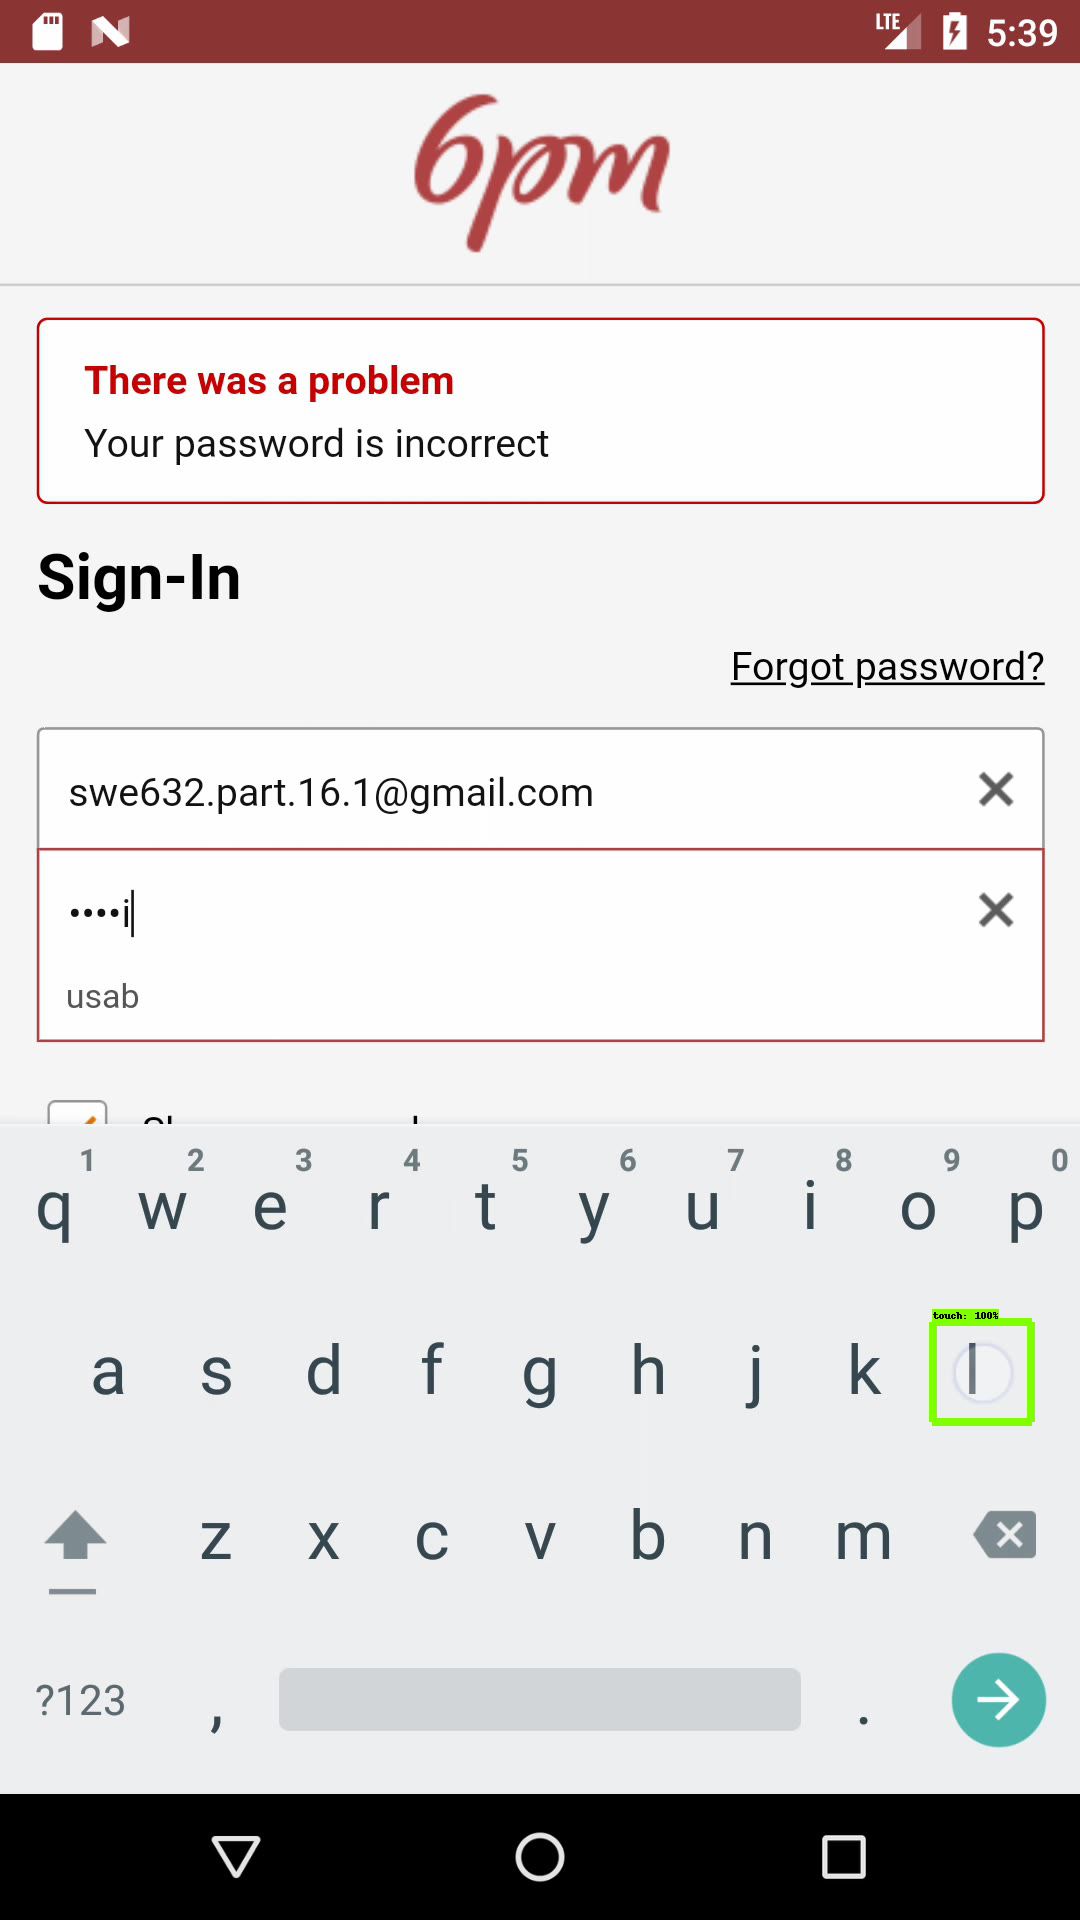 LTE 5:39
6pm
There was a problem
Your password is incorrect
Sign-In
Forgot password?
swe632.part.16.1@gmail.com
••••i
usab
1 2 3 4 5 6 7 8 9 0
q w e r t y u i o p
touch: 100%
a s d f g h j k l
z x c v b n m
?123 , .